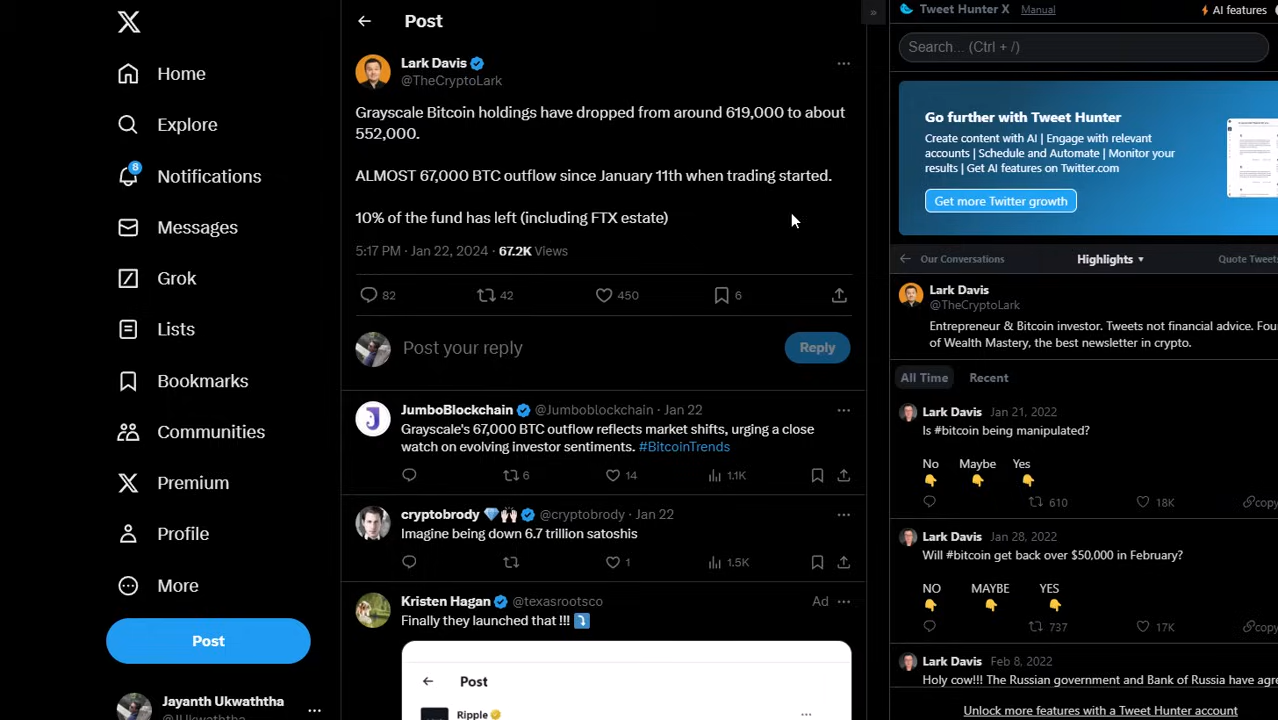 Home
Explore
8
Notifications
Messages
Grok
Lists
Bookmarks
Communities
Premium
Profile
More
Post
Jayanth Ukwaththa
Post
Lark Davis
@TheCryptoLark
Grayscale Bitcoin holdings have dropped from around 619,000 to about
552,000.
ALMOST 67,000 BTC outflow since January 11th when trading started.
10% of the fund has left (including FTX estate)
5:17 PM · Jan 22, 2024 · 67.2K Views
82 42 450 6
Post your reply
Reply
JumboBlockchain @Jumboblockchain · Jan 22
Grayscale's 67,000 BTC outflow reflects market shifts, urging a close
watch on evolving investor sentiments. #BitcoinTrends
6 14 1.1K
cryptobrody 💎🙌🏻 @cryptobrody · Jan 22
Imagine being down 6.7 trillion satoshis
1 1.5K
Kristen Hagan @texasrootsco Ad
Finally they launched that !!! ⤵️
Post
Ripple
» Tweet Hunter X Manual ⚡ AI features
Search... (Ctrl + /)
Go further with Tweet Hunter
Create content with AI | Engage with relevant
accounts | Schedule and Automate | Monitor your
results | Get AI features on Twitter.com
Get more Twitter growth
Our Conversations Highlights ▼ Quote Tweets
Lark Davis
@TheCryptoLark
Entrepreneur & Bitcoin investor. Tweets not financial advice. Fou
of Wealth Mastery, the best newsletter in crypto.
All Time Recent
Lark Davis Jan 21, 2022
Is #bitcoin being manipulated?
No Maybe Yes
👇 👇 👇
610 18K copy
Lark Davis Jan 28, 2022
Will #bitcoin get back over $50,000 in February?
NO MAYBE YES
👇 👇 👇
737 17K copy
Lark Davis Feb 8, 2022
Holy cow!!! The Russian government and Bank of Russia have agre
Unlock more features with a Tweet Hunter account